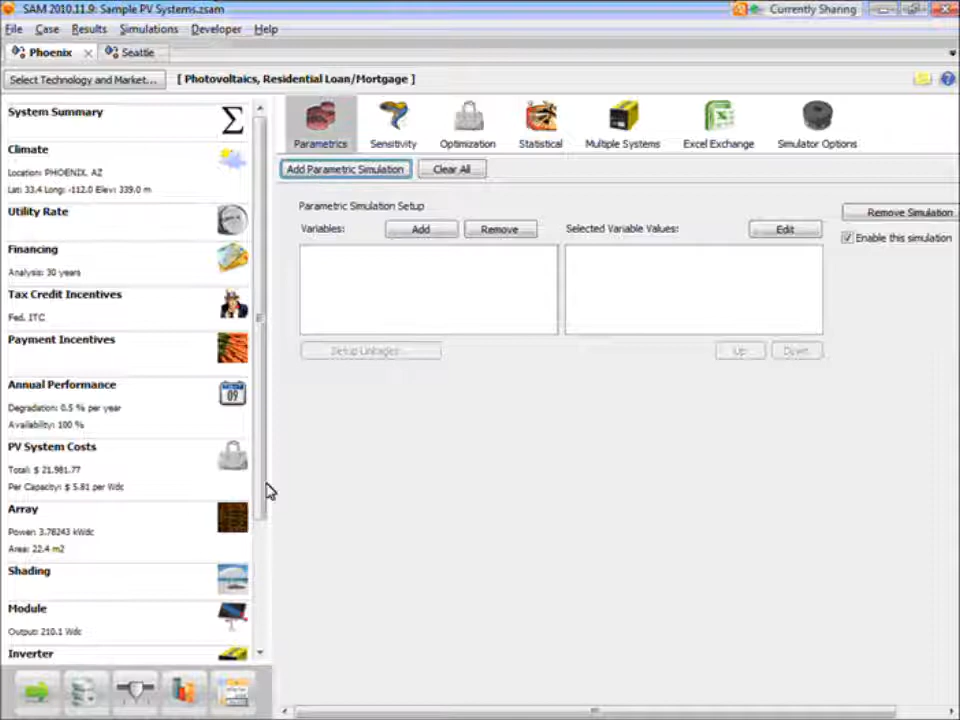 SAM 2010.11.9: Sample PV Systems.zsam
Currently Sharing
File Case Results Simulations Developer Help
Phoenix Seattle
Select Technology and Market... [ Photovoltaics, Residential Loan/Mortgage ]
System Summary
Climate
Location: PHOENIX, AZ
Lat: 33.4 Long: -112.0 Elev: 339.0 m
Utility Rate
Financing
Analysis: 30 years
Tax Credit Incentives
Fed. ITC
Payment Incentives
Annual Performance
Degradation: 0.5 % per year
Availability: 100 %
PV System Costs
Total: $ 21,981.77
Per Capacity: $ 5.81 per Wdc
Array
Power: 3.78243 kWdc
Area: 22.4 m2
Shading
Module
Output: 210.1 Wdc
Inverter
Parametrics Sensitivity Optimization Statistical Multiple Systems Excel Exchange Simulator Options
Add Parametric Simulation Clear All
Parametric Simulation Setup
Remove Simulation
Variables: Add Remove Selected Variable Values: Edit
Enable this simulation
Setup Linkages... Up Down
09